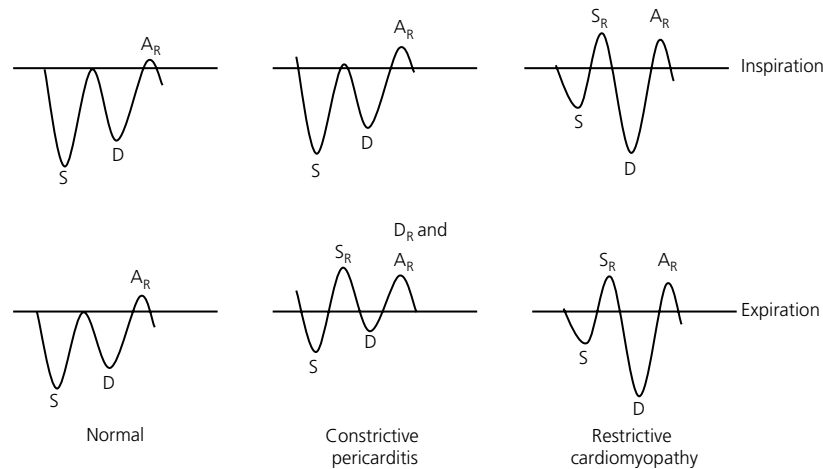 A_R
A_R
S_R A_R
Inspiration
S D
S D
S
D
D_R and
A_R
S_R A_R
S_R A_R
Expiration
S D
S D
S
D
Normal
Constrictive
pericarditis
Restrictive
cardiomyopathy